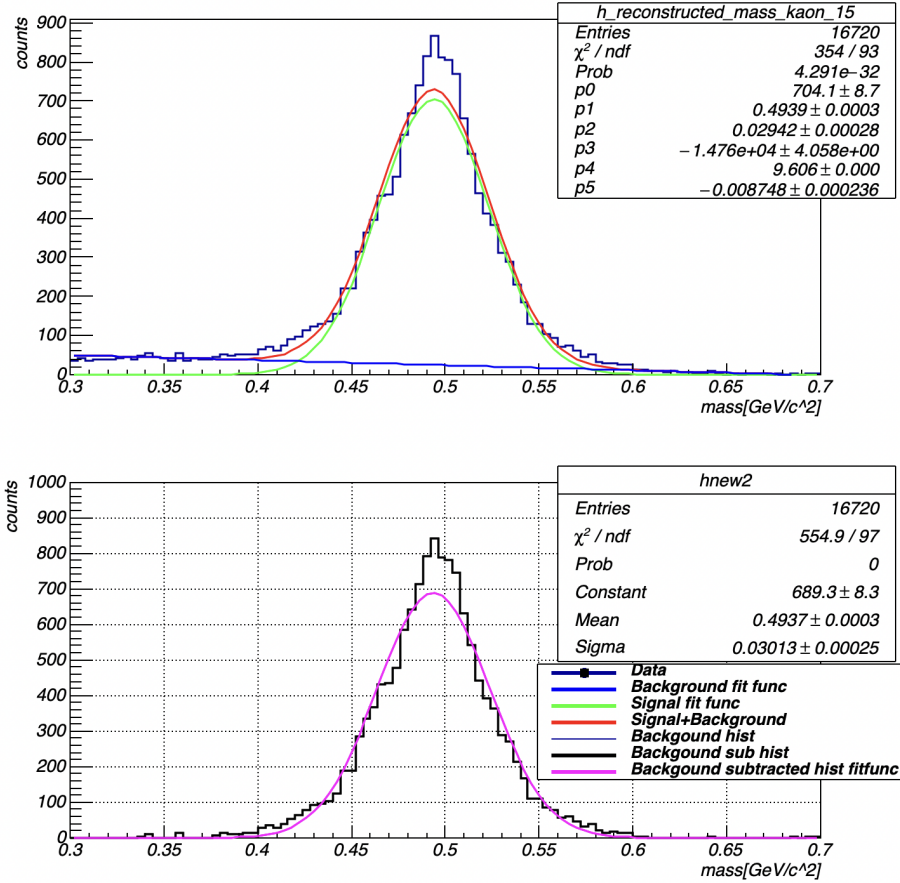 h_reconstructed_mass_kaon_15
Entries 16720
χ² / ndf 354 / 93
Prob 4.291e−32
p0 704.1 ± 8.7
p1 0.4939 ± 0.0003
p2 0.02942 ± 0.00028
p3 −1.476e+04 ± 4.058e+00
p4 9.606 ± 0.000
p5 −0.008748 ± 0.000236
counts
900
800
700
600
500
400
300
200
100
0
0.3 0.35 0.4 0.45 0.5 0.55 0.6 0.65 0.7
mass[GeV/c^2]
hnew2
Entries 16720
χ² / ndf 554.9 / 97
Prob 0
Constant 689.3 ± 8.3
Mean 0.4937 ± 0.0003
Sigma 0.03013 ± 0.00025
Data
Background fit func
Signal fit func
Signal+Background
Backgound hist
Backgound sub hist
Backgound subtracted hist fitfunc
counts
1000
900
800
700
600
500
400
300
200
100
0
0.3 0.35 0.4 0.45 0.5 0.55 0.6 0.65 0.7
mass[GeV/c^2]